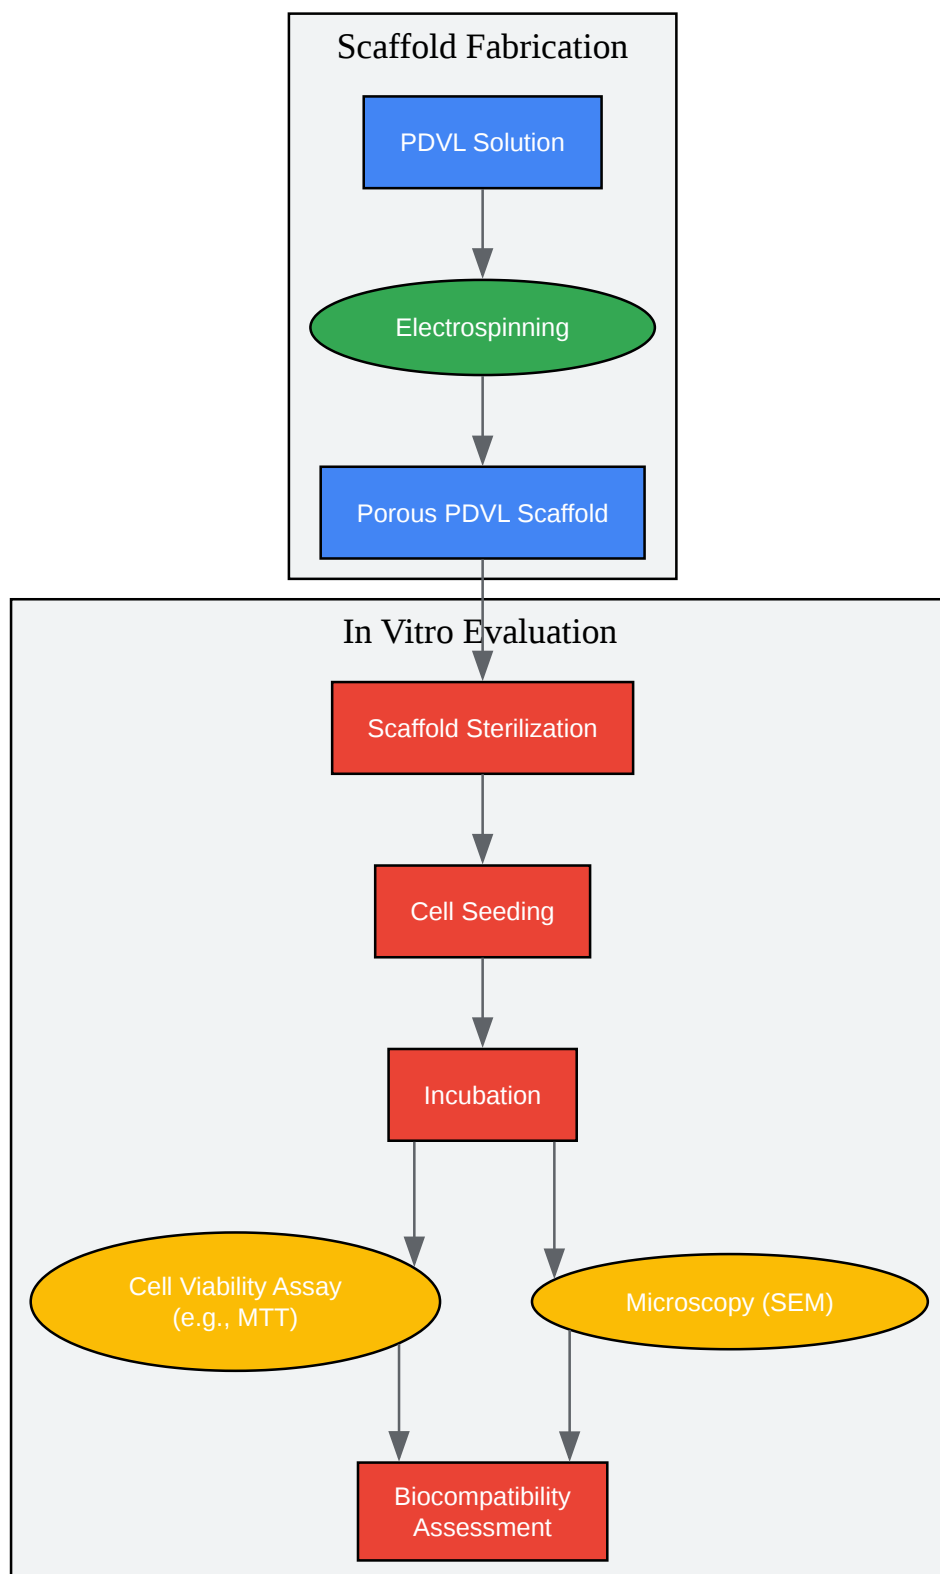 Scaffold Fabrication
PDVL Solution
Electrospinning
Porous PDVL Scaffold
In Vitro Evaluation
Scaffold Sterilization
Cell Seeding
Incubation
Cell Viability Assay
(e.g., MTT)
Microscopy (SEM)
Biocompatibility
Assessment